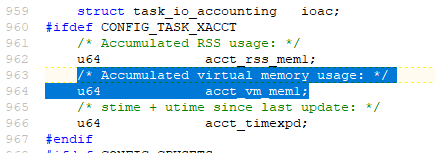 959 struct task_io_accounting ioac;
960 #ifdef CONFIG_TASK_XACCT
961 /* Accumulated RSS usage: */
962 u64 acct_rss_mem1;
963 /* Accumulated virtual memory usage: */
964 u64 acct_vm_mem1;
965 /* stime + utime since last update: */
966 u64 acct_timexpd;
967 #endif